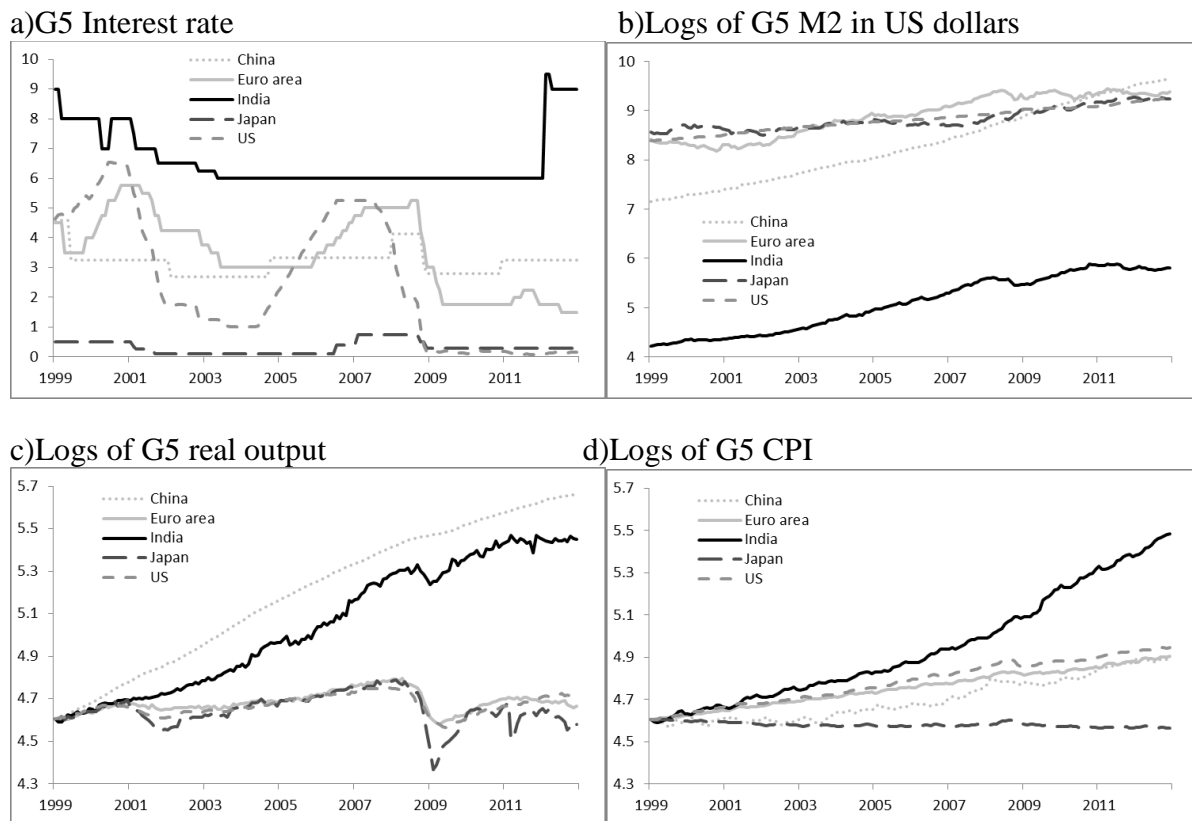 a)G5 Interest rate
10
9
8
7
6
5
4
3
2
1
0
China
Euro area
India
Japan
US
1999 2001 2003 2005 2007 2009 2011
b)Logs of G5 M2 in US dollars
10
9
8
7
6
5
4
China
Euro area
India
Japan
US
1999 2001 2003 2005 2007 2009 2011
c)Logs of G5 real output
5.7
5.5
5.3
5.1
4.9
4.7
4.5
4.3
China
Euro area
India
Japan
US
1999 2001 2003 2005 2007 2009 2011
d)Logs of G5 CPI
5.7
5.5
5.3
5.1
4.9
4.7
4.5
4.3
China
Euro area
India
Japan
US
1999 2001 2003 2005 2007 2009 2011